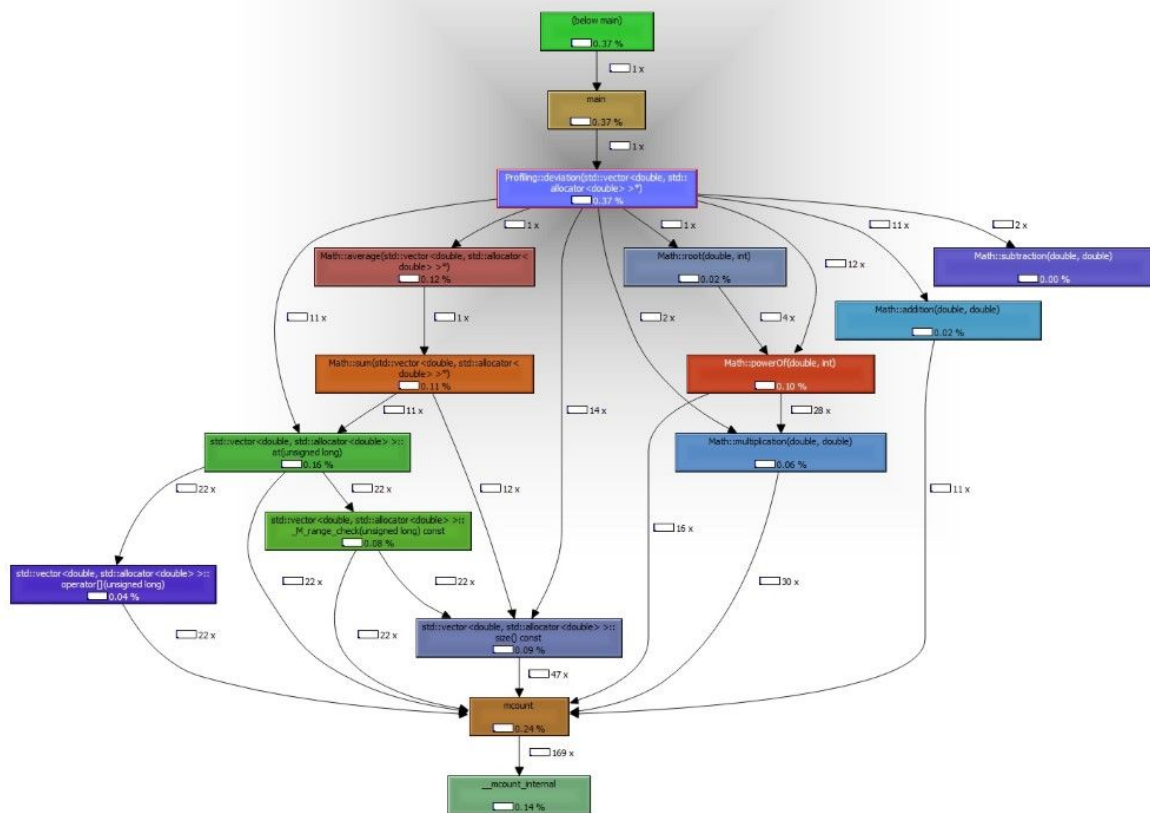 (below main)
0.37 %
1 x
main
0.37 %
1 x
Profiling::deviation(std::vector<double, std::
allocator<double> >*)
0.37 %
1 x
1 x
11 x
2 x
Math::average(std::vector<double, std::allocator<
double> >*)
0.12 %
Math::root(double, int)
0.02 %
12 x
Math::subtraction(double, double)
0.00 %
11 x
1 x
2 x
4 x
Math::addition(double, double)
0.02 %
Math::sum(std::vector<double, std::allocator<
double> >*)
0.11 %
Math::powerOf(double, int)
0.10 %
11 x
14 x
28 x
std::vector<double, std::allocator<double> >::
at(unsigned long)
0.16 %
Math::multiplication(double, double)
0.06 %
22 x
22 x
12 x
11 x
std::vector<double, std::allocator<double> >::
_M_range_check(unsigned long) const
0.08 %
16 x
std::vector<double, std::allocator<double> >::
operator[](unsigned long)
0.04 %
22 x
22 x
30 x
std::vector<double, std::allocator<double> >::
size() const
0.09 %
22 x
22 x
47 x
mcount
0.24 %
169 x
__mcount_internal
0.14 %